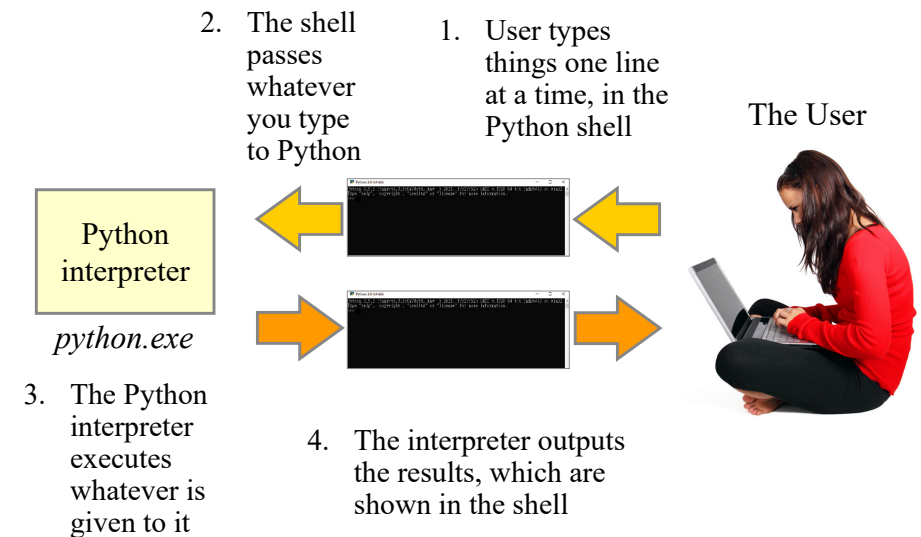 2. The shell
passes
whatever
you type
to Python
1. User types
things one line
at a time, in the
Python shell
The User
Python
interpreter
python.exe
3. The Python
interpreter
executes
whatever is
given to it
4. The interpreter outputs
the results, which are
shown in the shell